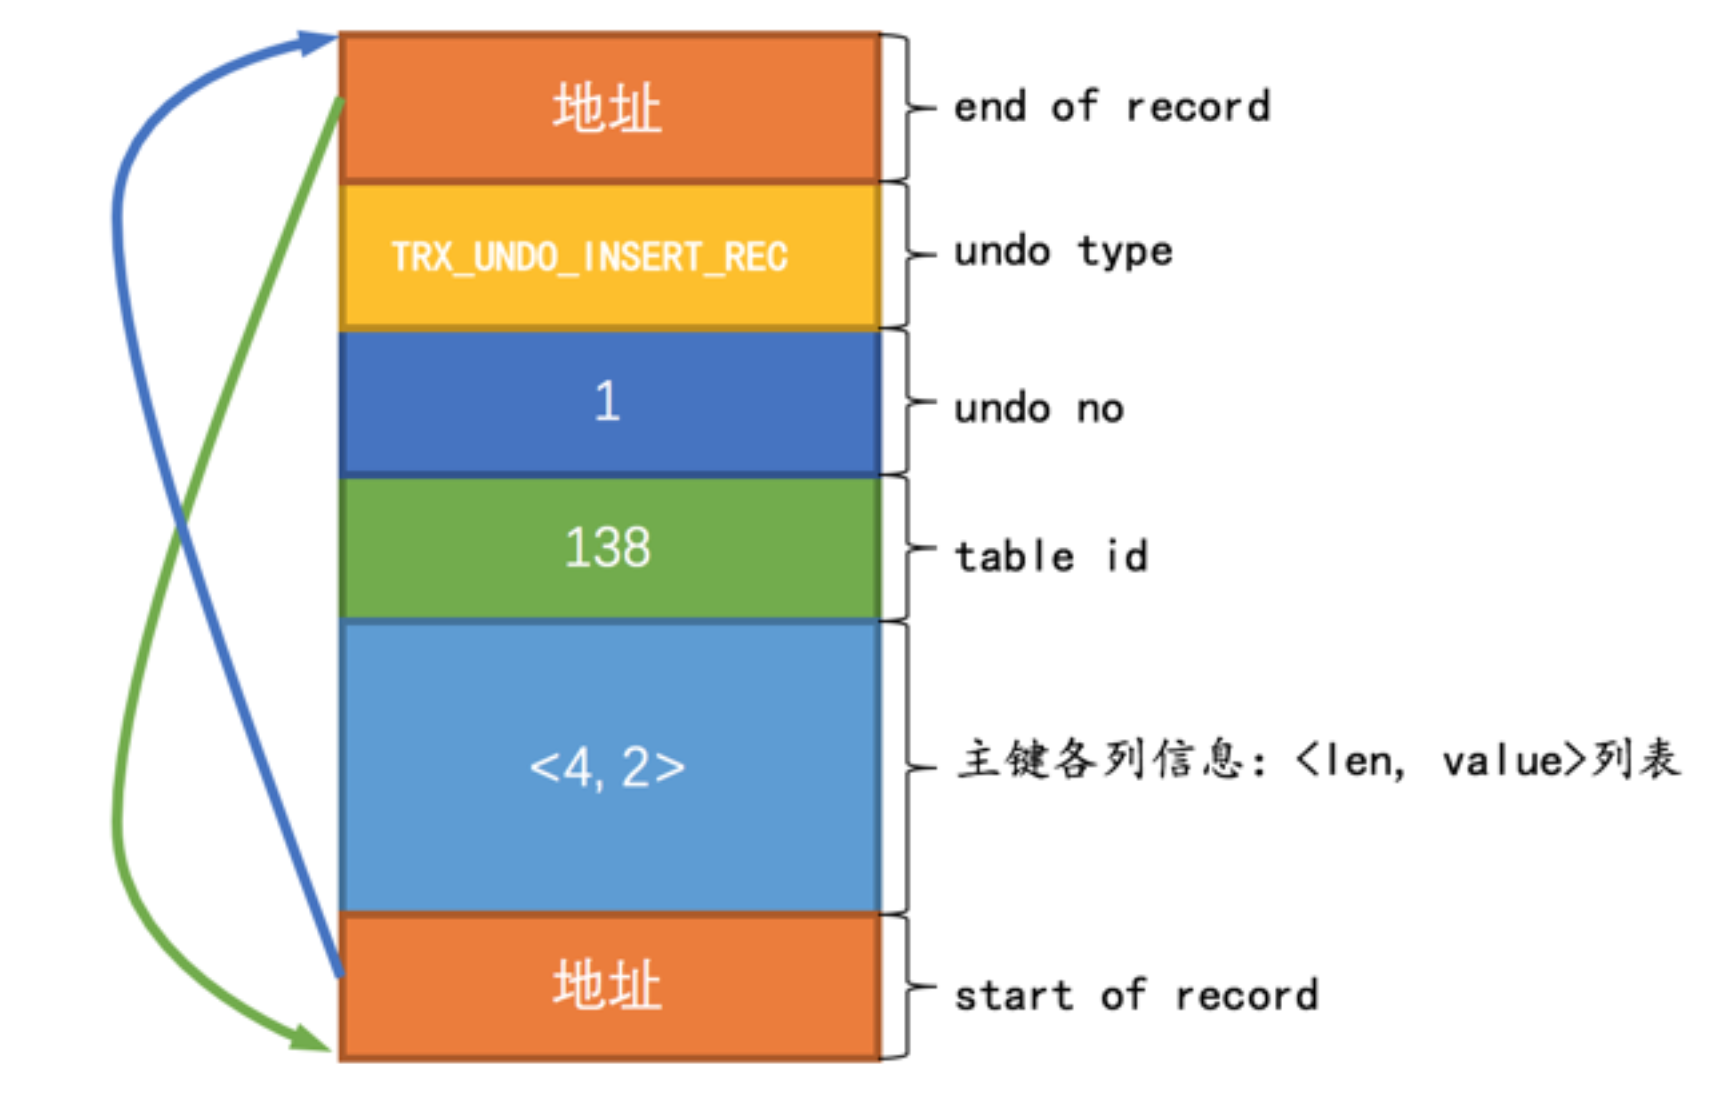 地址
end of record
TRX_UNDO_INSERT_REC
undo type
1
undo no
138
table id
<4, 2>
主键各列信息：<len, value>列表
地址
start of record